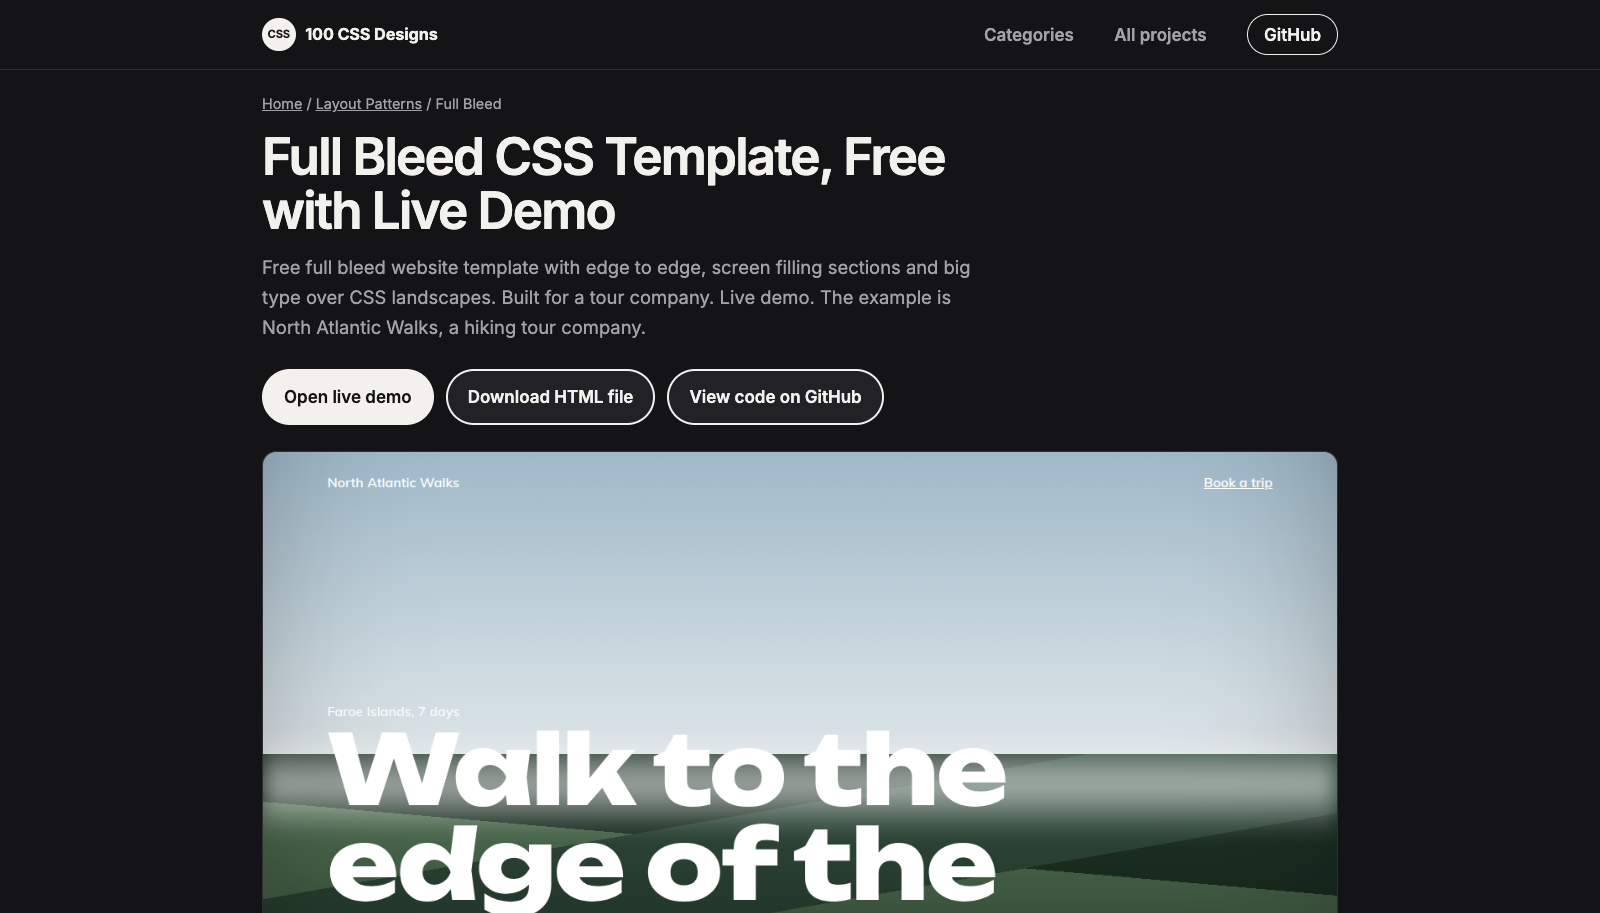 CSS 100 CSS Designs
Categories All projects GitHub
Home / Layout Patterns / Full Bleed
Full Bleed CSS Template, Free
with Live Demo
Free full bleed website template with edge to edge, screen filling sections and big
type over CSS landscapes. Built for a tour company. Live demo. The example is
North Atlantic Walks, a hiking tour company.
Open live demo Download HTML file View code on GitHub
North Atlantic Walks Book a trip
Faroe Islands, 7 days
Walk to the
edge of the